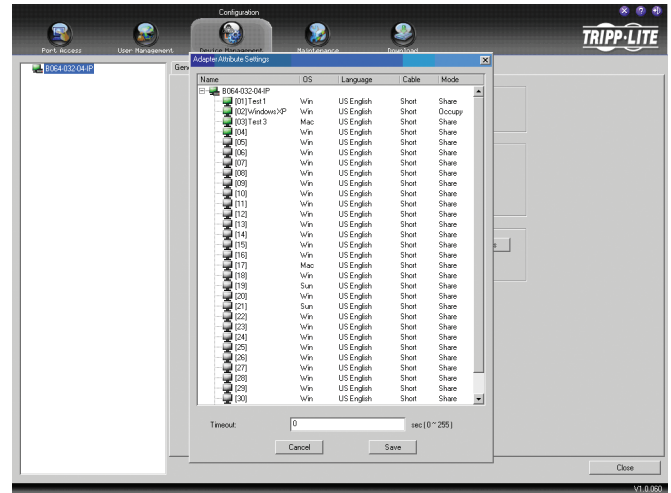 Configuration
Port Access User Management Device Management Maintenance Download
TRIPP·LITE
B064-032-04-IP
Gen
Adapter Attribute Settings
Name OS Language Cable Mode
B064-032-04-IP
[01] Test 1 Win US English Short Share
[02] Windows XP Win US English Short Occupy
[03] Test 3 Mac US English Short Share
[04] Win US English Short Share
[05] Win US English Short Share
[06] Win US English Short Share
[07] Win US English Short Share
[08] Win US English Short Share
[09] Win US English Short Share
[10] Win US English Short Share
[11] Win US English Short Share
[12] Win US English Short Share
[13] Win US English Short Share
[14] Win US English Short Share
[15] Win US English Short Share
[16] Win US English Short Share
[17] Mac US English Short Share
[18] Win US English Short Share
[19] Sun US English Short Share
[20] Win US English Short Share
[21] Sun US English Short Share
[22] Win US English Short Share
[23] Win US English Short Share
[24] Win US English Short Share
[25] Win US English Short Share
[26] Win US English Short Share
[27] Win US English Short Share
[28] Win US English Short Share
[29] Win US English Short Share
[30] Win US English Short Share
Timeout: 0 sec ( 0 ~ 255 )
Cancel Save
Close
V1.0.060